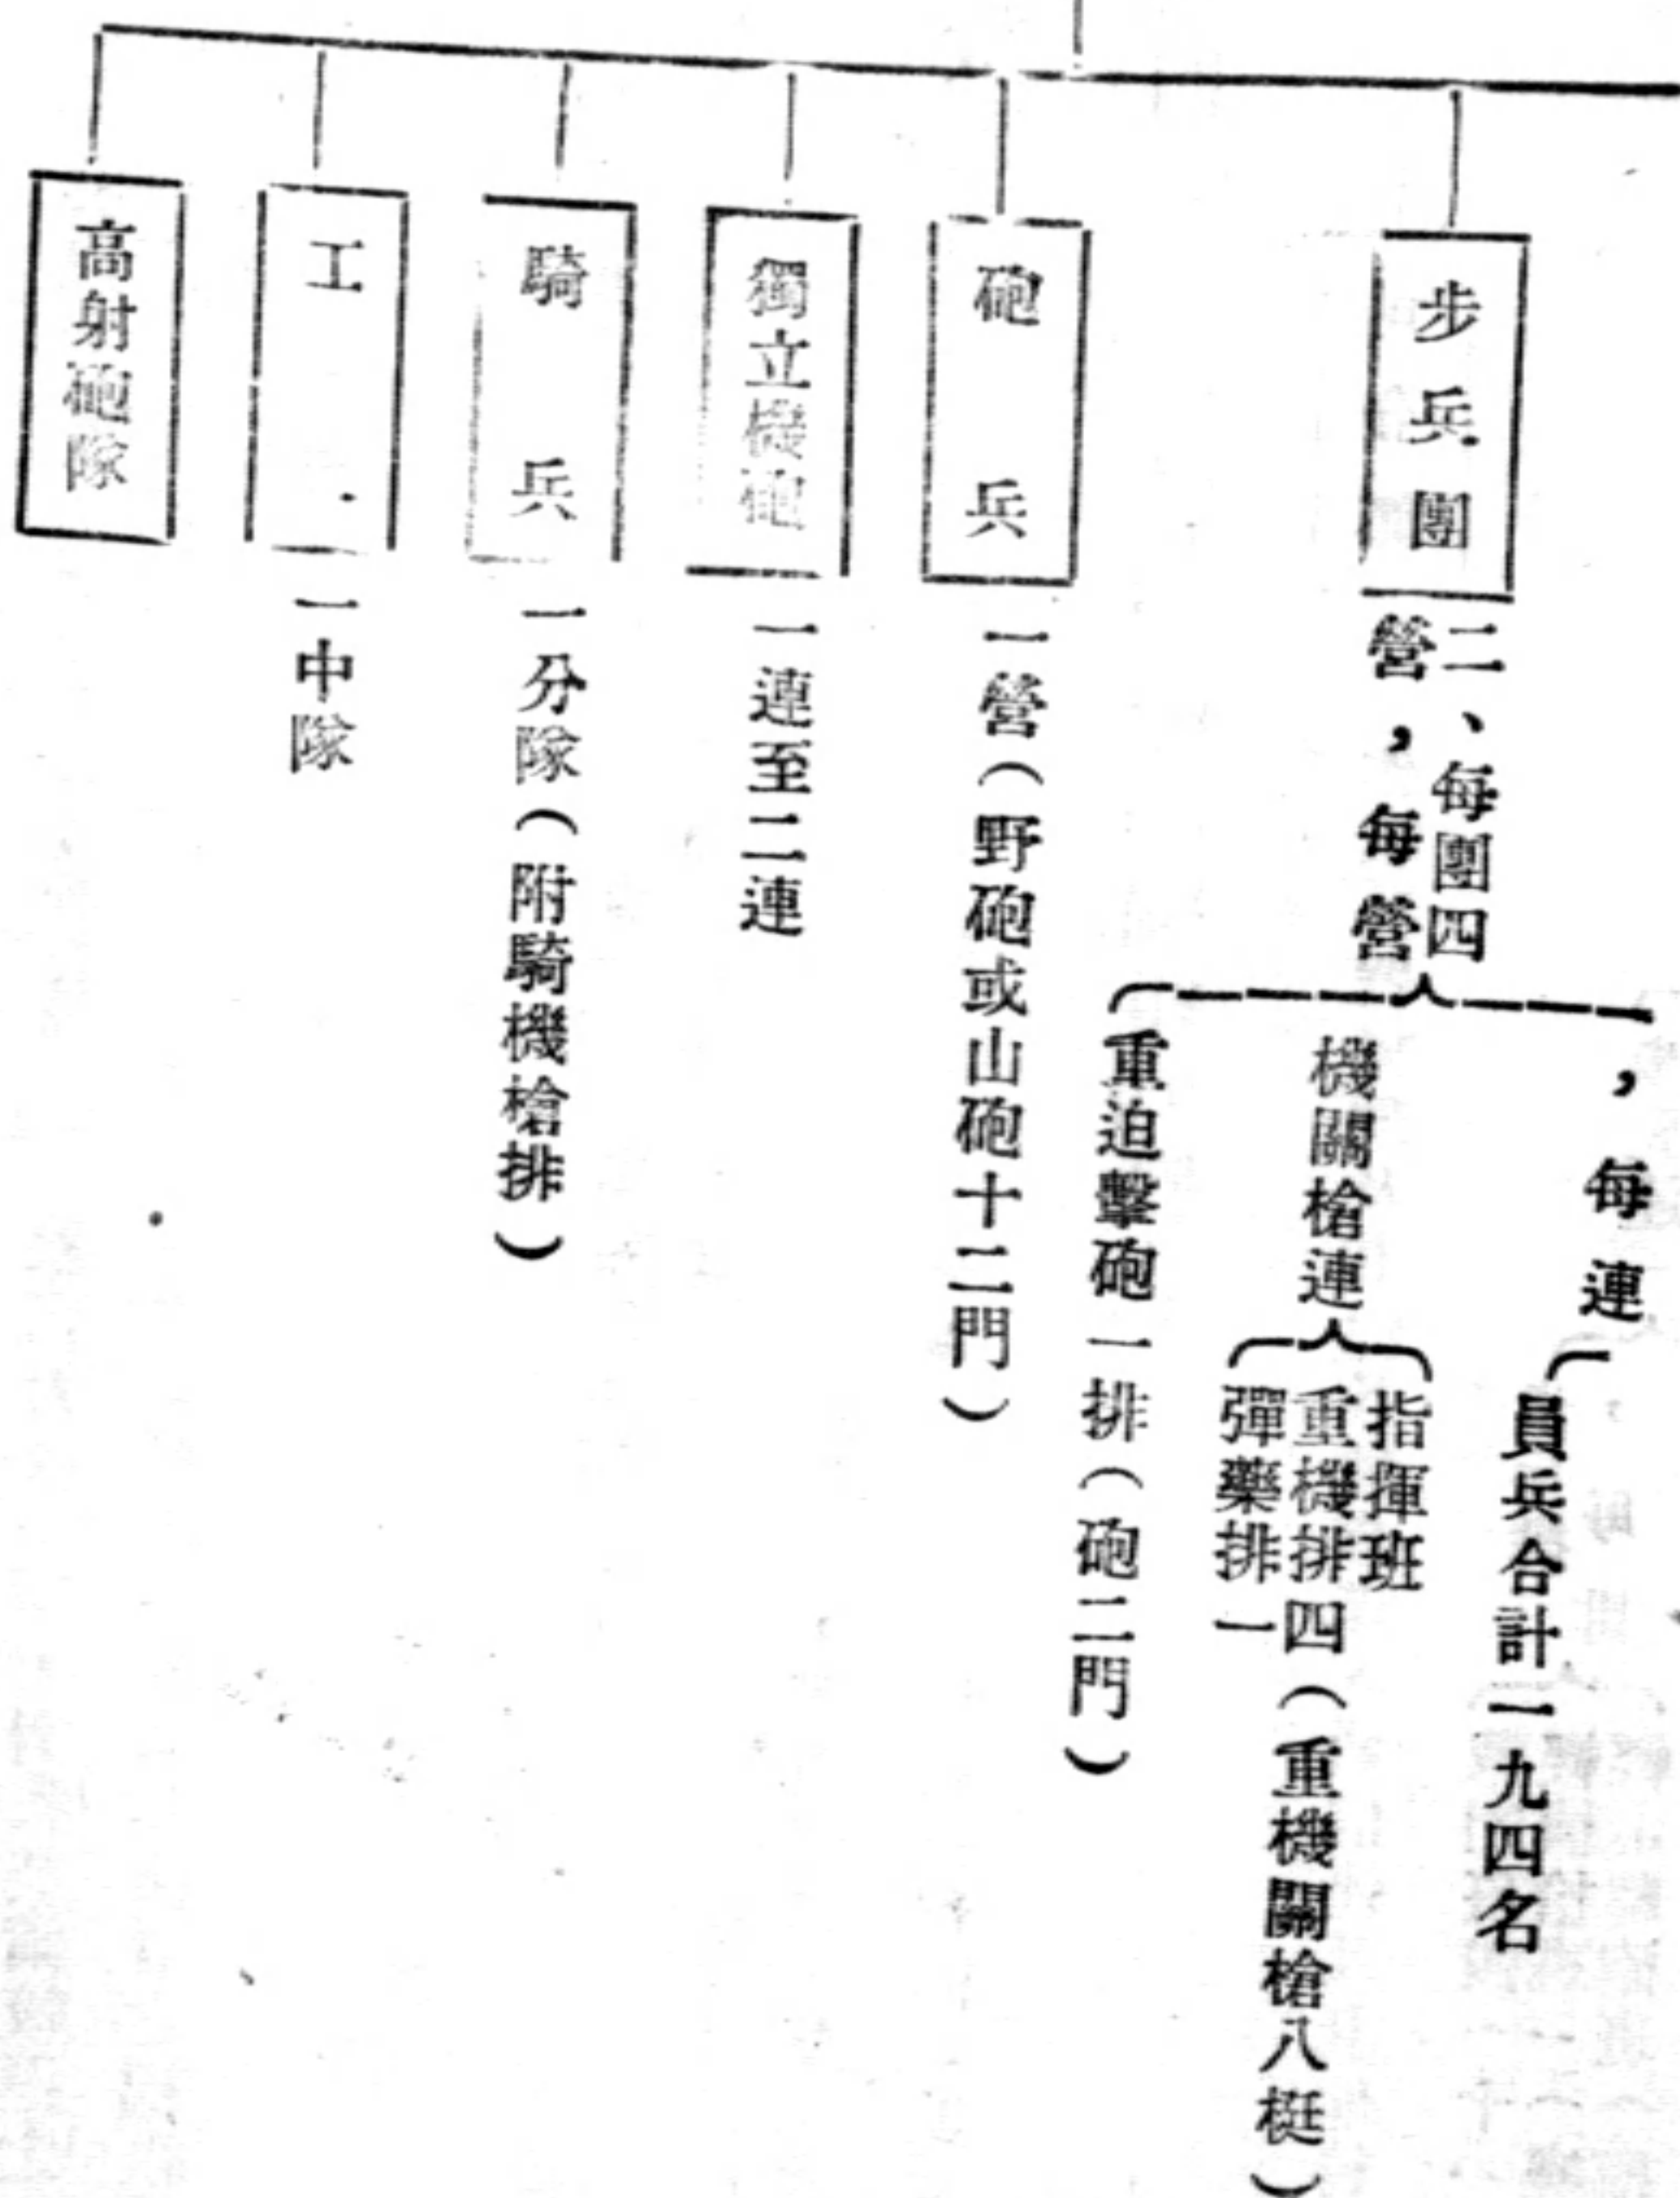 步兵團
二、每團四
營，每營
，每連
員兵合計一九四名
機關槍連
指揮班
重機排四（重機關槍八梃）
彈藥排一
重迫擊砲一排（砲二門）
砲兵
一營（野砲或山砲十二門）
獨立機砲
一連至二連
騎兵
一分隊（附騎機槍排）
工
一中隊
高射砲隊